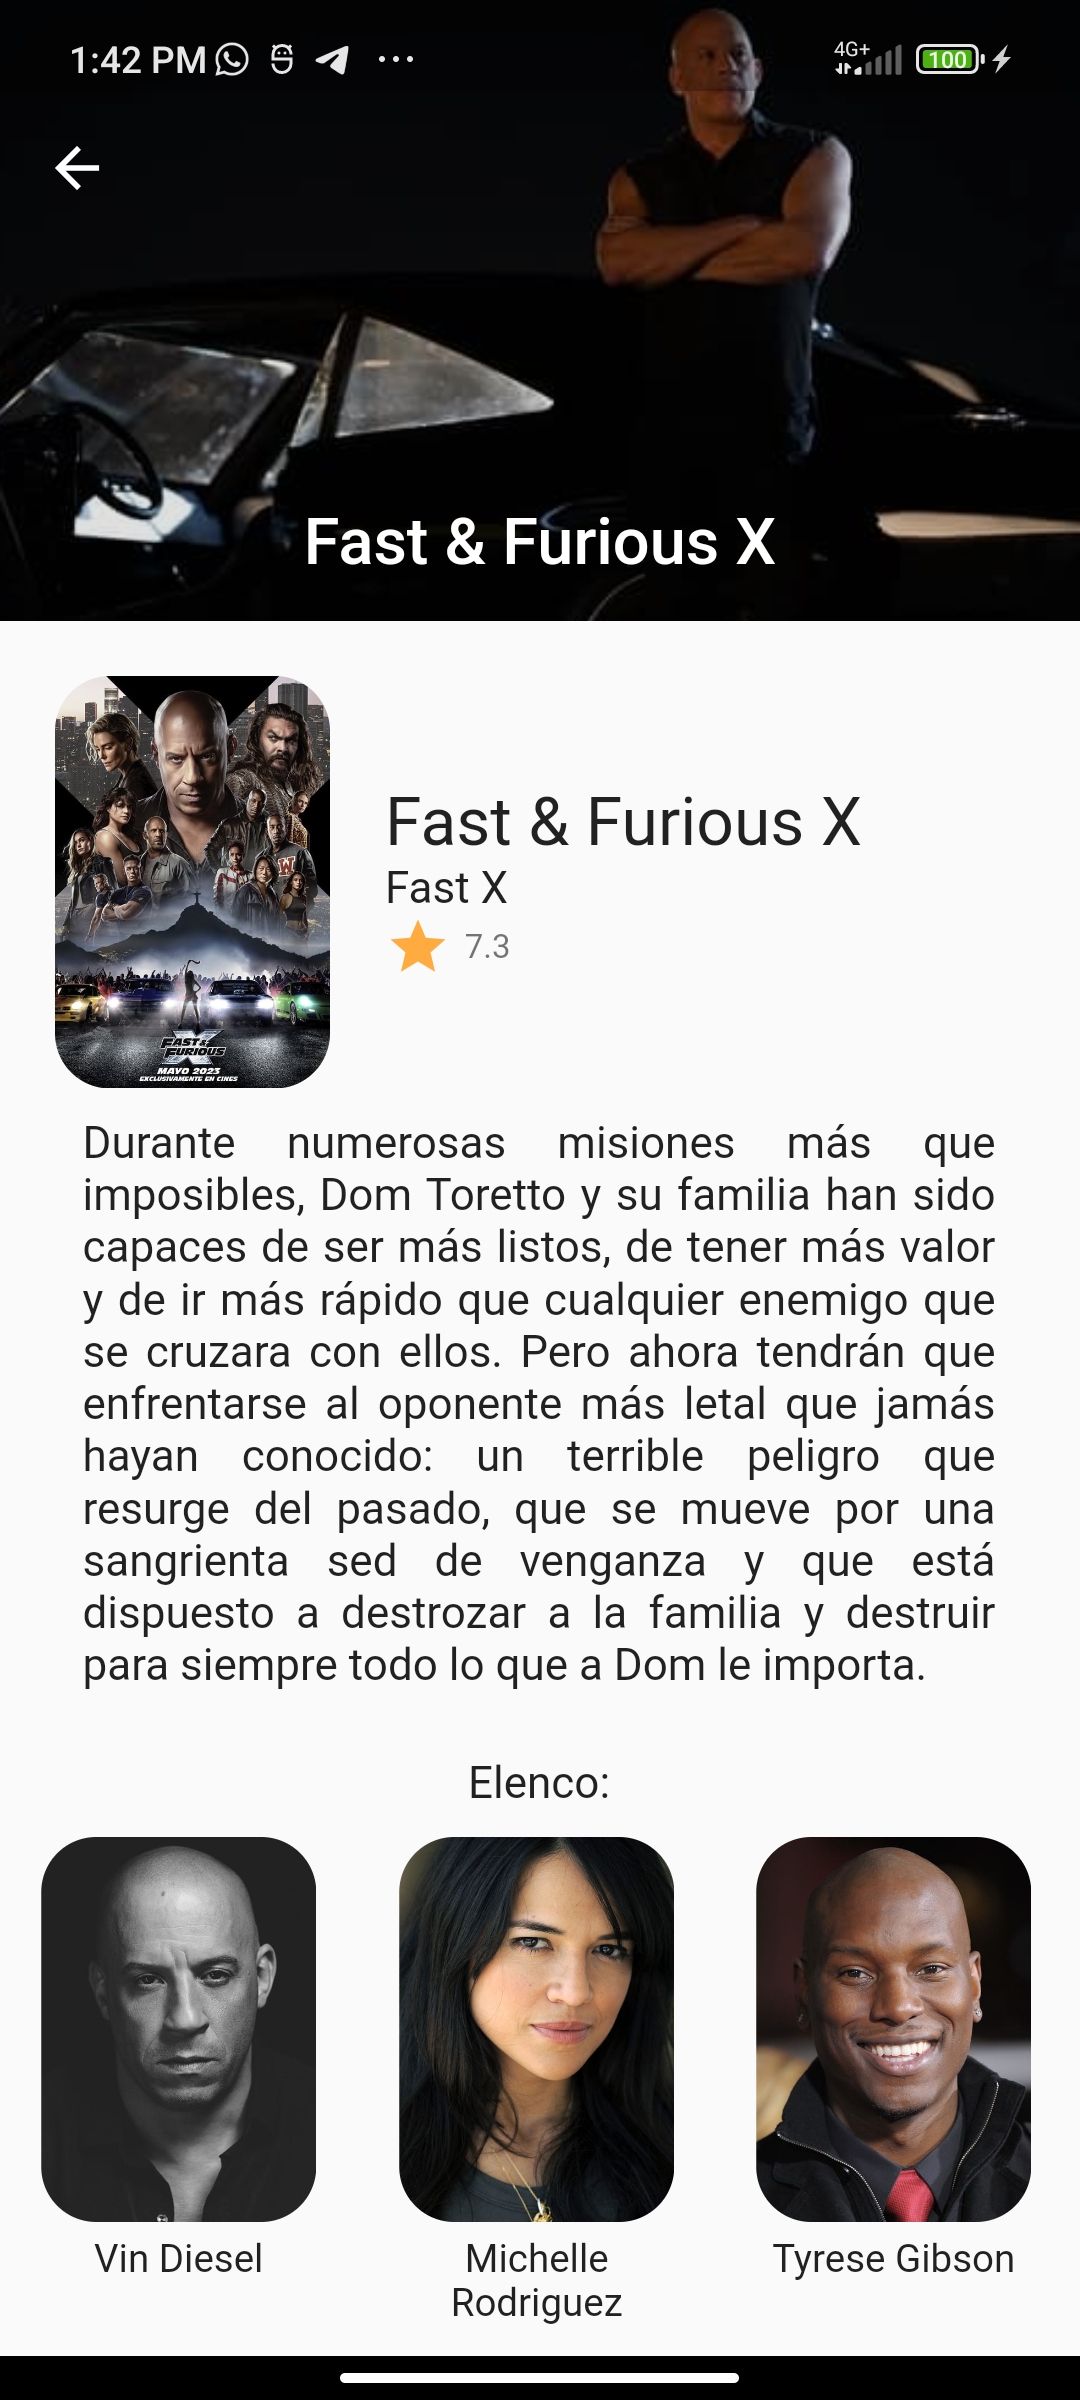 1:42 PM
4G+
100
Fast & Furious X
Fast & Furious X
Fast X
7.3
FAST &
FURIOUS
MAYO 2023
EXCLUSIVAMENTE EN CINES
Durante numerosas misiones más que
imposibles, Dom Toretto y su familia han sido
capaces de ser más listos, de tener más valor
y de ir más rápido que cualquier enemigo que
se cruzara con ellos. Pero ahora tendrán que
enfrentarse al oponente más letal que jamás
hayan conocido: un terrible peligro que
resurge del pasado, que se mueve por una
sangrienta sed de venganza y que está
dispuesto a destrozar a la familia y destruir
para siempre todo lo que a Dom le importa.
Elenco:
Vin Diesel
Michelle
Rodriguez
Tyrese Gibson